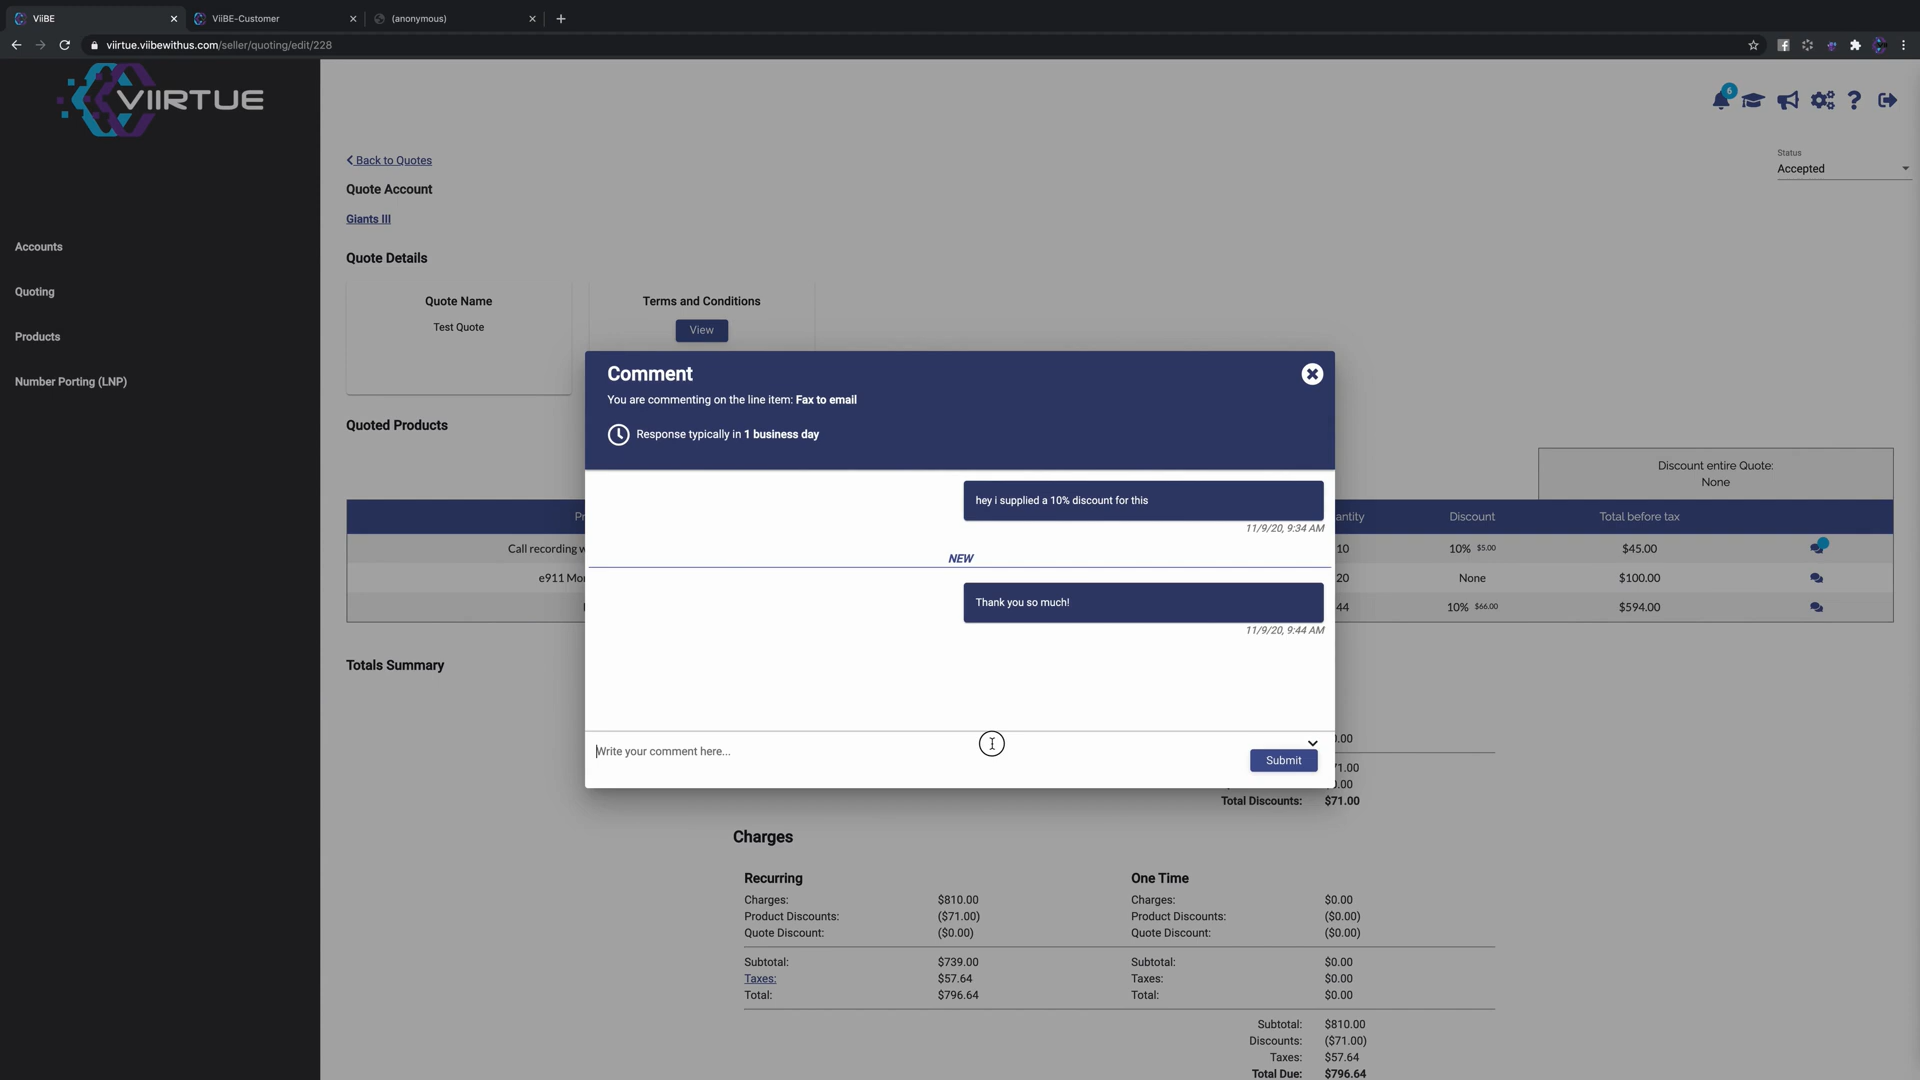 ViiBE
ViiBE-Customer
(anonymous)
viirtue.viibewithus.com/seller/quoting/edit/228
VIIRTUE
6
Back to Quotes
Status
Accepted
Quote Account
Giants III
Accounts
Quote Details
Quoting
Quote Name
Terms and Conditions
Test Quote
View
Products
Number Porting (LNP)
Comment
You are commenting on the line item: Fax to email
Response typically in 1 business day
Quoted Products
Discount entire Quote:
None
antity
Discount
Total before tax
Call recording
10
10% $5.00
$45.00
e911
20
None
$100.00
44
10% $66.00
$594.00
hey i supplied a 10% discount for this
11/9/20, 9:34 AM
NEW
Thank you so much!
11/9/20, 9:44 AM
Totals Summary
Write your comment here...
Submit
.00
71.00
.00
Total Discounts: $71.00
Charges
Recurring
One Time
Charges: $810.00
Charges: $0.00
Product Discounts: ($71.00)
Product Discounts: ($0.00)
Quote Discount: ($0.00)
Quote Discount: ($0.00)
Subtotal: $739.00
Subtotal: $0.00
Taxes: $57.64
Taxes: $0.00
Total: $796.64
Total: $0.00
Subtotal: $810.00
Discounts: ($71.00)
Taxes: $57.64
Total Due: $796.64